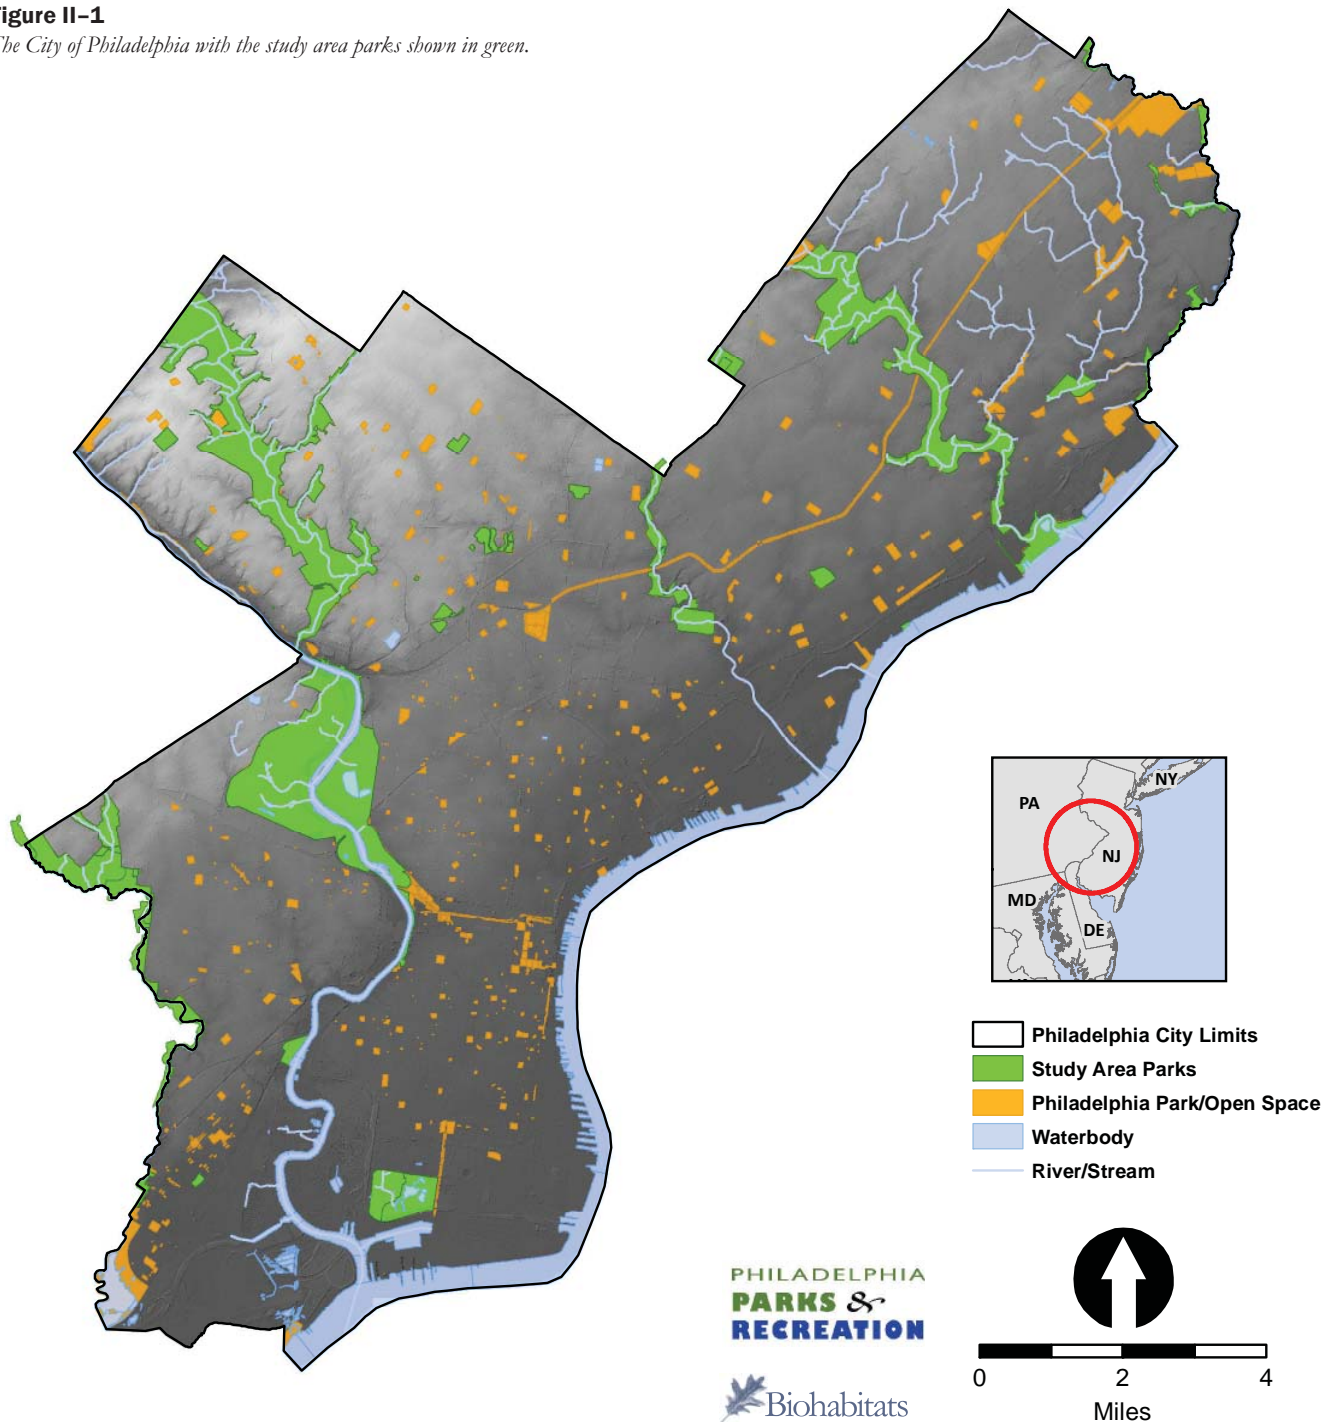 igure II–1
he City of Philadelphia with the study area parks shown in green.
NY
PA
NJ
MD
DE
Philadelphia City Limits
Study Area Parks
Philadelphia Park/Open Space
Waterbody
River/Stream
PHILADELPHIA
PARKS &
RECREATION
0 2 4
Miles
Biohabitats